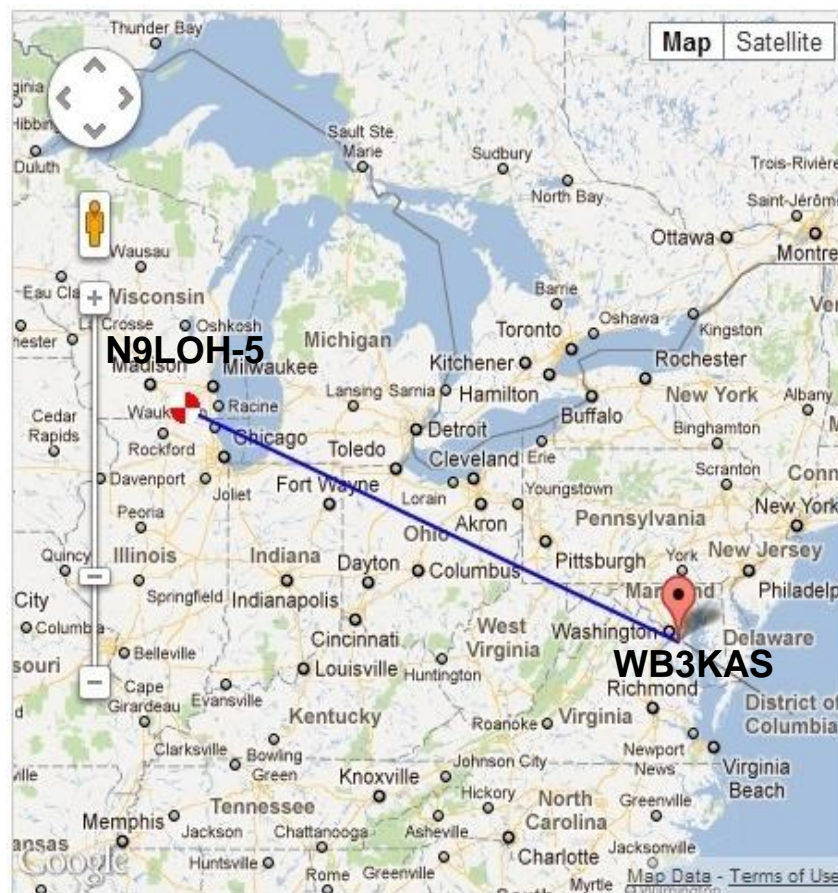 Thunder Bay
Map
Satellite
Duluth
Sault Ste.
Marie
Sudbury
North Bay
Trois-Rivière
Saint-Jérôme
Ottawa
Montre
Wausau
Eau Cla
Wisconsin
Barrie
Oshkosh
Toronto
Oshawa
Kingston
Michigan
N9LOH-5
Madison
Milwaukee
Kitchener
Rochester
Lansing
Sarnia
Hamilton
New York
Albany
Racine
Buffalo
Cedar
Rapids
Rockford
Chicago
Detroit
Binghamton
Toledo
Cleveland
Erie
Scranton
Conn
Davenport
Joliet
Fort Wayne
Lorain
Youngstown
New York
Peoria
Akron
Pennsylvania
Ohio
Quincy
Illinois
Indiana
Dayton
Columbus
Pittsburgh
York
New Jersey
City
Springfield
Indianapolis
Philadelp
Columbia
Cincinnati
West
Virginia
Washington
Delaware
souri
Belleville
Louisville
Huntington
WB3KAS
Cape
Girardeau
Evansville
Richmond
District of
Columbia
Kentucky
Roanoke
Virginia
Clarksville
Bowling
Green
Newport
News
Virginia
Beach
Johnson City
Knoxville
Hickory
Tennessee
North
Carolina
Greenville
Memphis
Jackson
Chattanooga
Asheville
Jacksonville
ansas
Huntsville
Charlotte
Google
Rome
Greenville
Myrtle
Map Data - Terms of Use